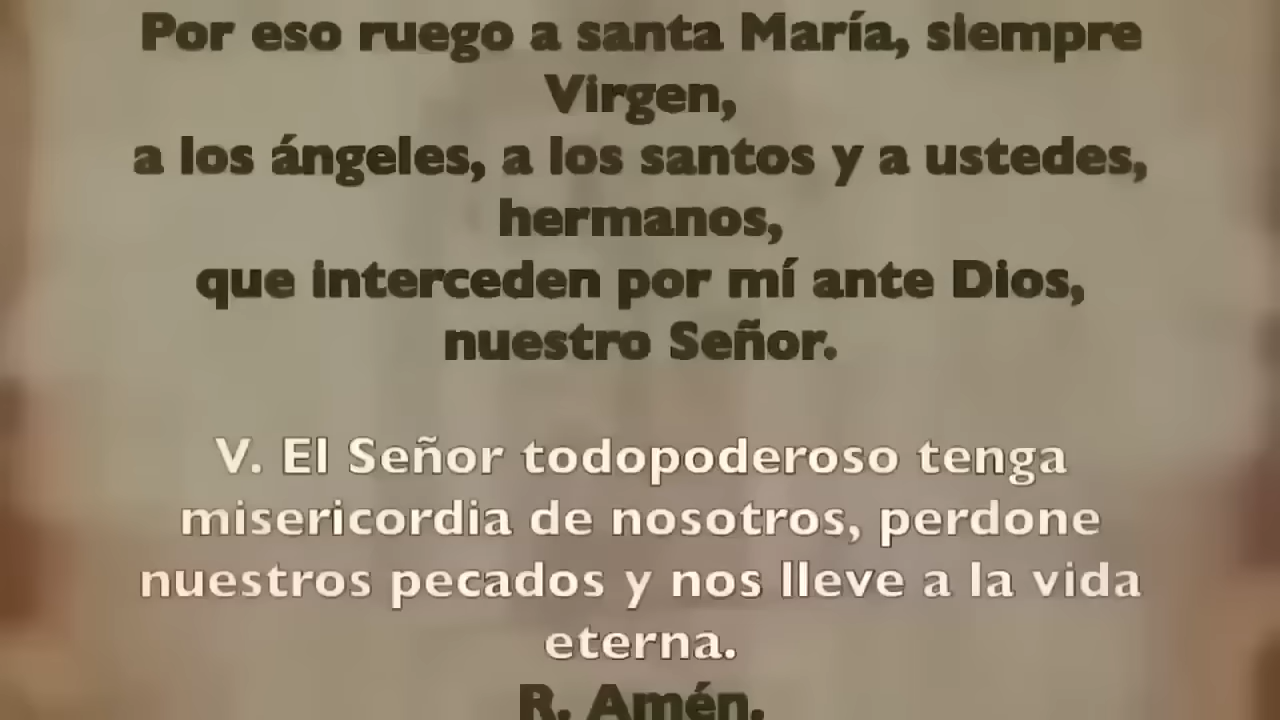 Por eso ruego a santa María, siempre
Virgen,
a los ángeles, a los santos y a ustedes,
hermanos,
que interceden por mí ante Dios,
nuestro Señor.
V. El Señor todopoderoso tenga
misericordia de nosotros, perdone
nuestros pecados y nos lleve a la vida
eterna.
R. Amén.